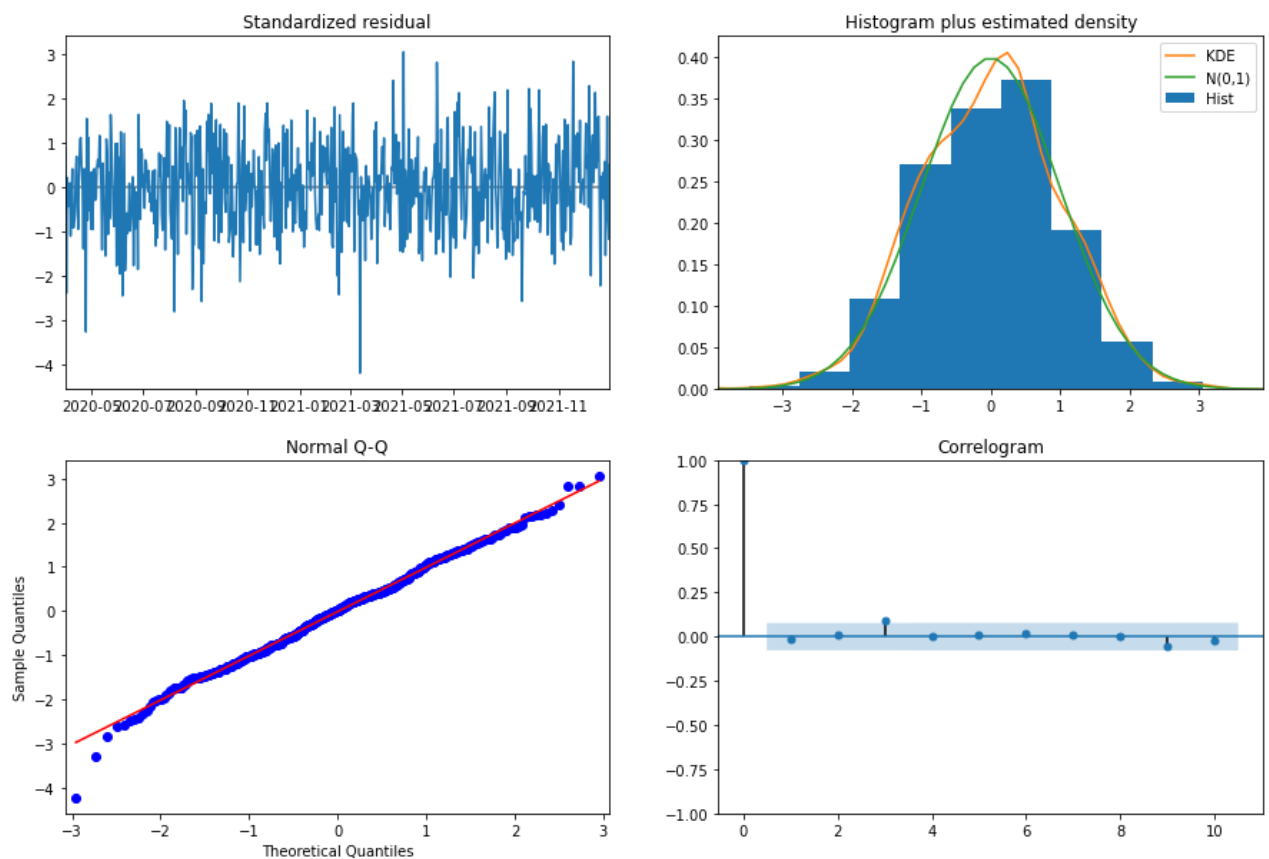 Standardized residual
3
2
1
0
−1
−2
−3
−4
2020-05 2020-07 2020-09 2020-11 2021-01 2021-03 2021-05 2021-07 2021-09 2021-11
Histogram plus estimated density
KDE
N(0,1)
Hist
0.40
0.35
0.30
0.25
0.20
0.15
0.10
0.05
0.00
−3 −2 −1 0 1 2 3
Normal Q-Q
Sample Quantiles
3
2
1
0
−1
−2
−3
−4
−3 −2 −1 0 1 2 3
Theoretical Quantiles
Correlogram
1.00
0.75
0.50
0.25
0.00
−0.25
−0.50
−0.75
−1.00
0 2 4 6 8 10